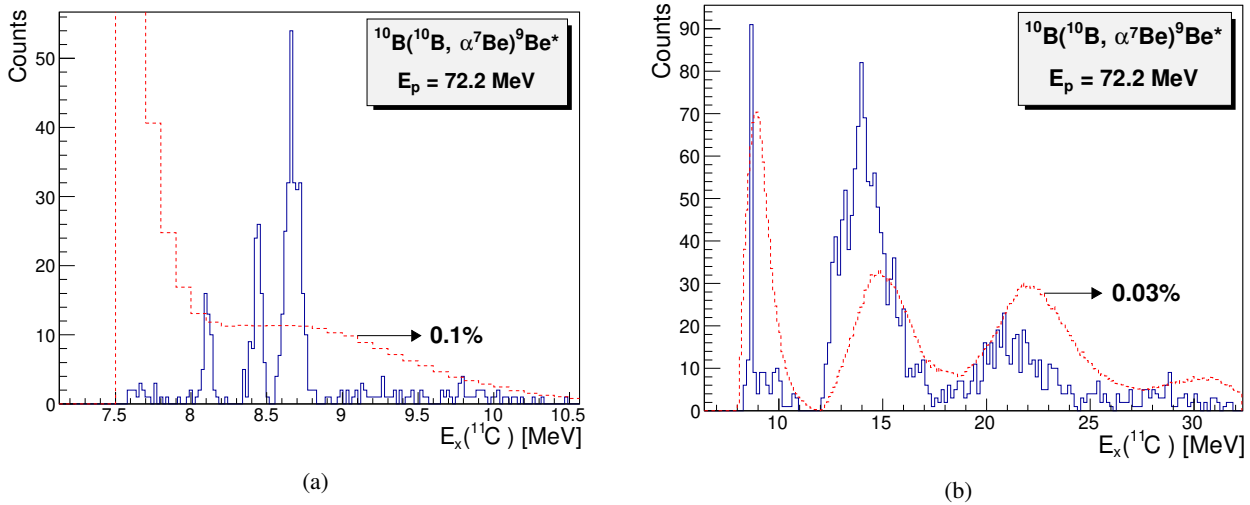 Counts
50
40
30
20
10
0
¹⁰B(¹⁰B, α⁷Be)⁹Be*
Eₚ = 72.2 MeV
0.1%
7.5 8 8.5 9 9.5 10 10.5
Eₓ(¹¹C ) [MeV]
(a)
Counts
90
80
70
60
50
40
30
20
10
0
¹⁰B(¹⁰B, α⁷Be)⁹Be*
Eₚ = 72.2 MeV
0.03%
10 15 20 25 30
Eₓ(¹¹C ) [MeV]
(b)